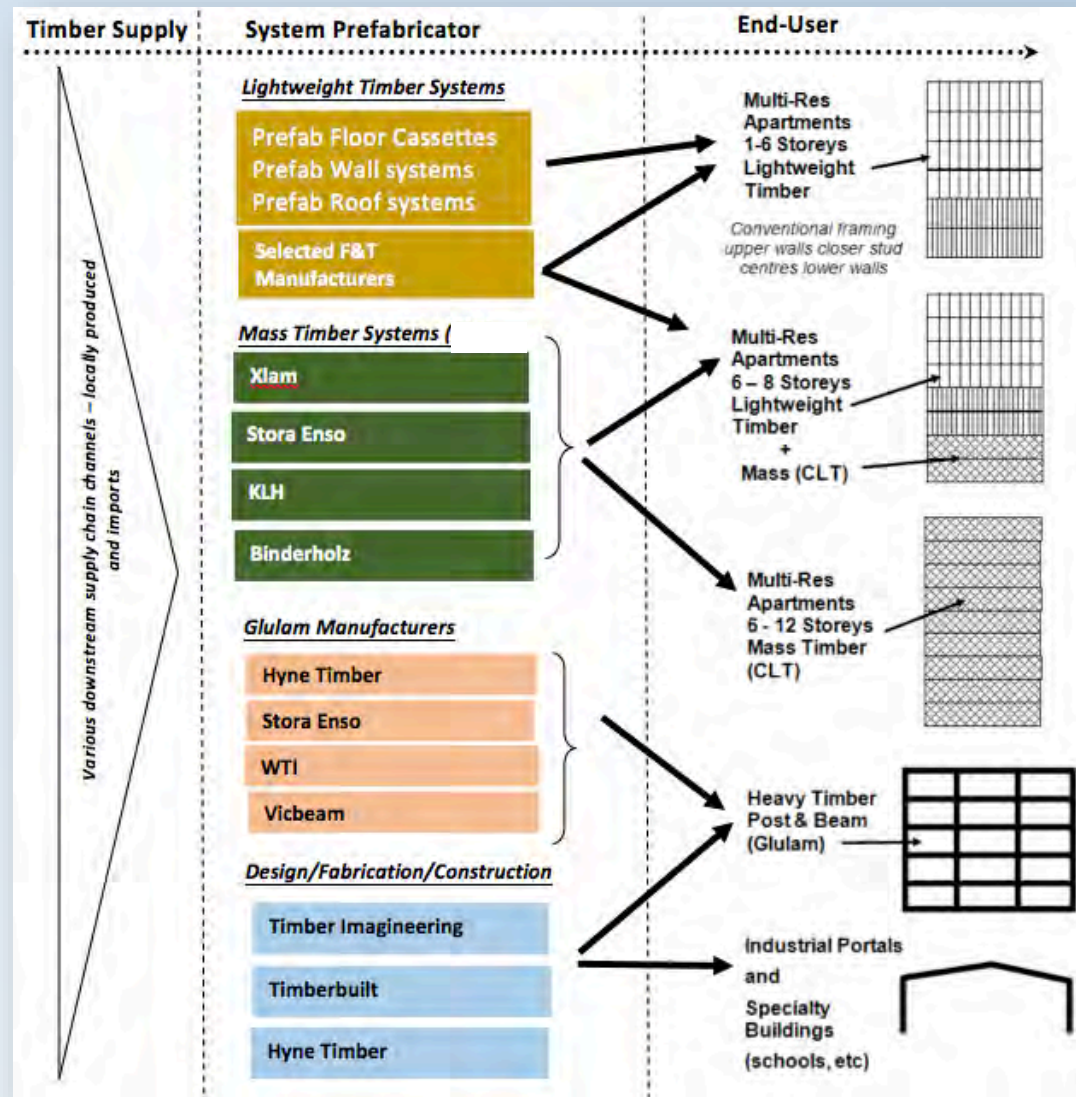 Timber Supply
System Prefabricator
End-User
Various downstream supply chain channels – locally produced
and imports
Lightweight Timber Systems
Prefab Floor Cassettes
Prefab Wall systems
Prefab Roof systems
Selected F&T
Manufacturers
Mass Timber Systems (
Xlam
Stora Enso
KLH
Binderholz
Glulam Manufacturers
Hyne Timber
Stora Enso
WTI
Vicbeam
Design/Fabrication/Construction
Timber Imagineering
Timberbuilt
Hyne Timber
Multi-Res
Apartments
1-6 Storeys
Lightweight
Timber
Conventional framing
upper walls closer stud
centres lower walls
Multi-Res
Apartments
6 – 8 Storeys
Lightweight
Timber
+
Mass (CLT)
Multi-Res
Apartments
6 - 12 Storeys
Mass Timber
(CLT)
Heavy Timber
Post & Beam
(Glulam)
Industrial Portals
and
Specialty
Buildings
(schools, etc)